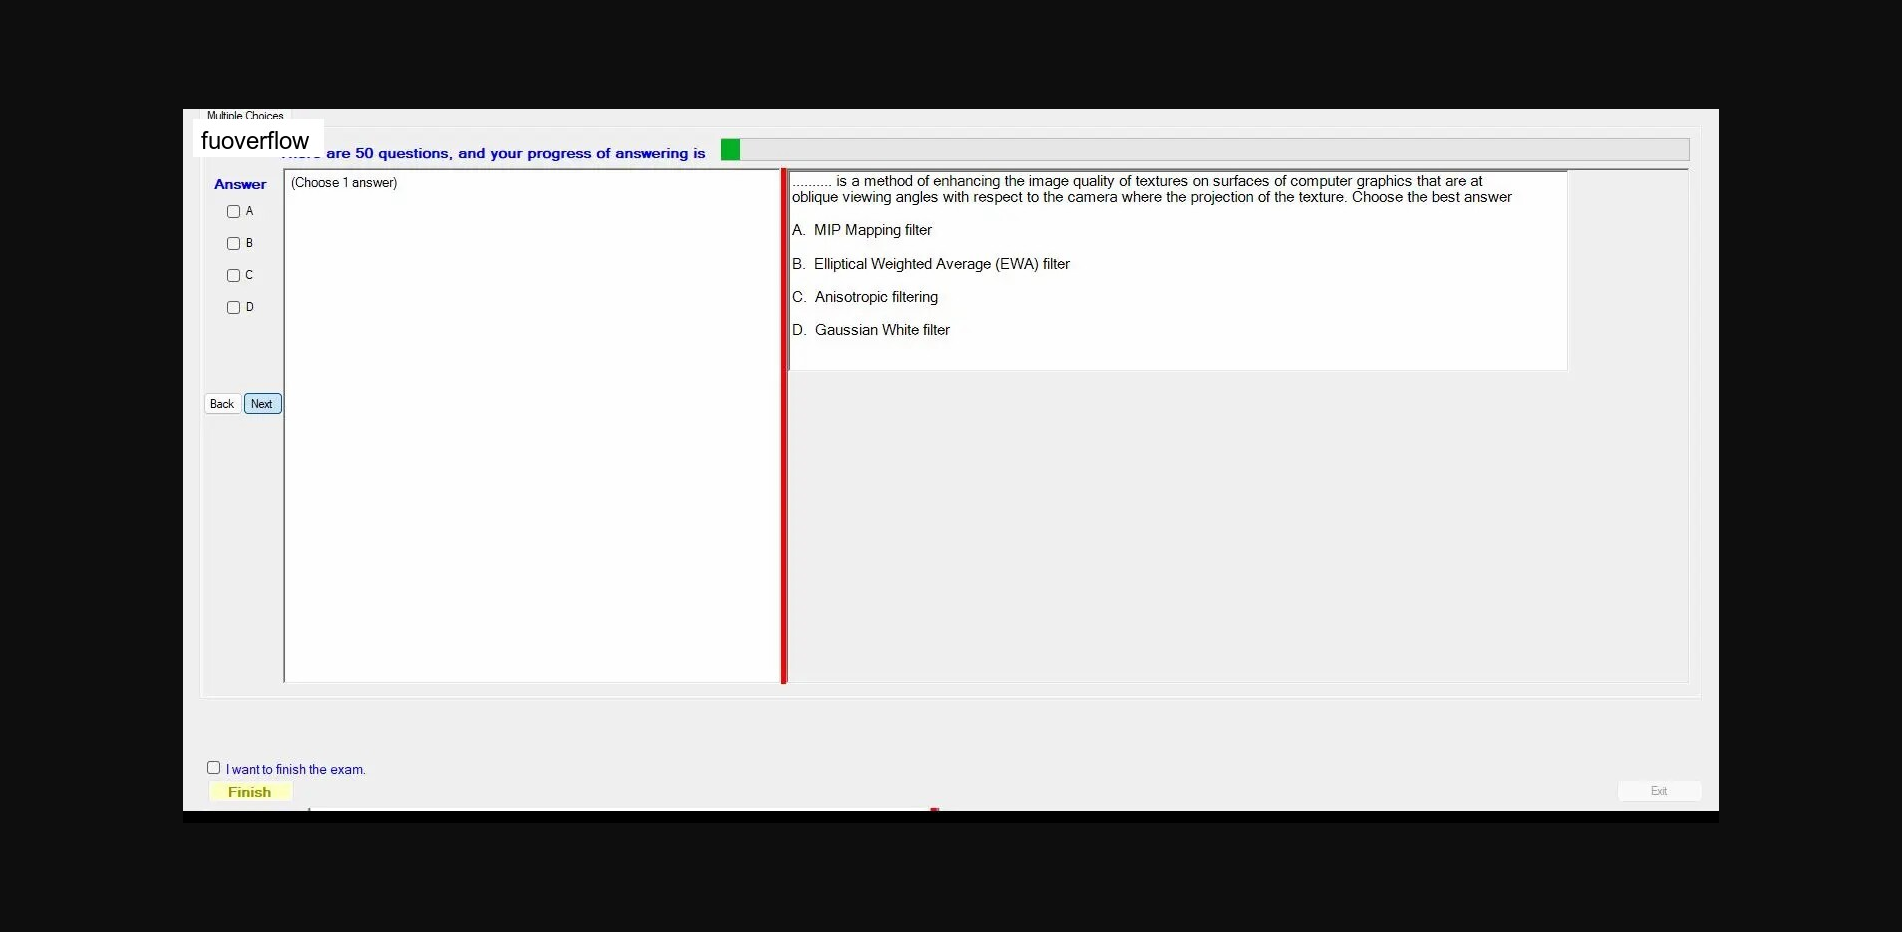 Multiple Choices
fuoverflow
are 50 questions, and your progress of answering is
Answer
(Choose 1 answer)
A
B
C
D
Back
Next
.......... is a method of enhancing the image quality of textures on surfaces of computer graphics that are at
oblique viewing angles with respect to the camera where the projection of the texture. Choose the best answer
A. MIP Mapping filter
B. Elliptical Weighted Average (EWA) filter
C. Anisotropic filtering
D. Gaussian White filter
I want to finish the exam.
Finish
Exit